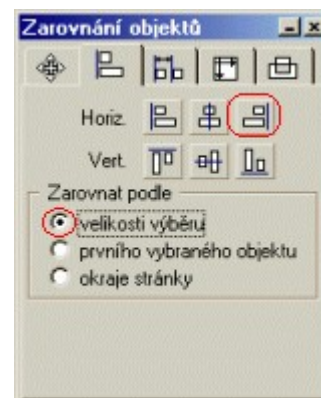 Zarovnání objektů
Horiz.
Vert.
Zarovnat podle
velikosti výběru
prvního vybraného objektu
okraje stránky